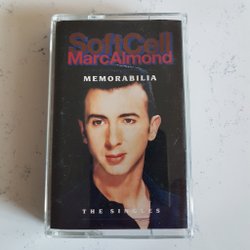 Soft Cell
Marc Almond
MEMORABILIA
THE SINGLES